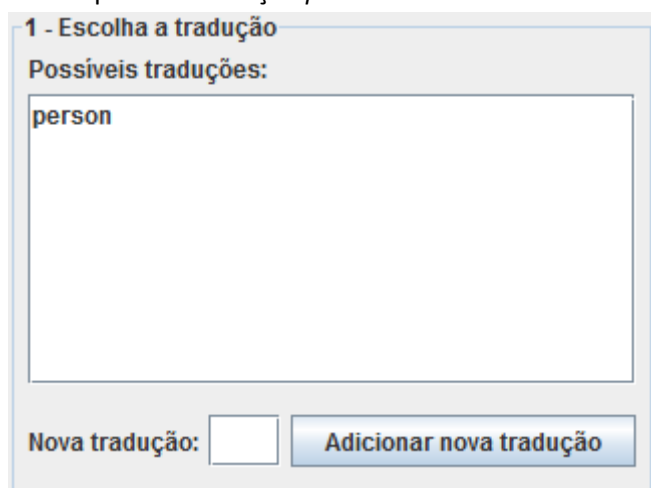 1 - Escolha a tradução
Possíveis traduções:
person
Nova tradução:
Adicionar nova tradução